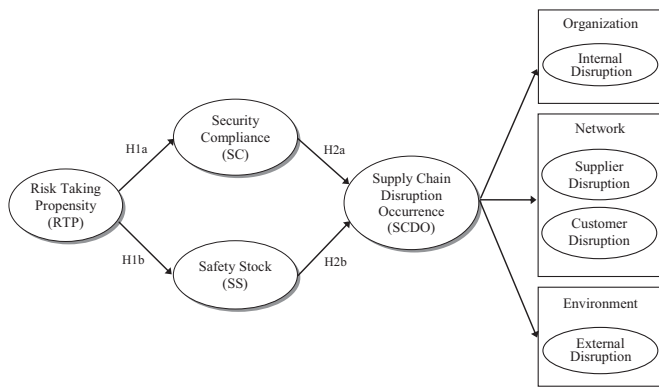 Risk Taking
Propensity
(RTP)
H1a
H1b
Security
Compliance
(SC)
Safety Stock
(SS)
H2a
H2b
Supply Chain
Disruption
Occurrence
(SCDO)
Organization
Internal
Disruption
Network
Supplier
Disruption
Customer
Disruption
Environment
External
Disruption